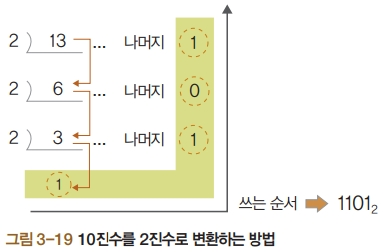 2 ) 13 ... 나머지 1
2 ) 6 ... 나머지 0
2 ) 3 ... 나머지 1
1
쓰는 순서 → 1101₂
그림 3-19 10진수를 2진수로 변환하는 방법